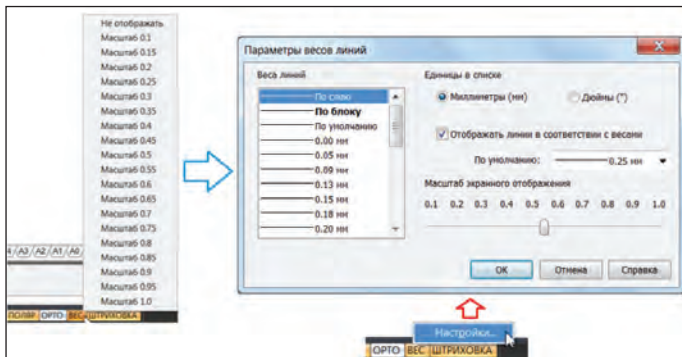 Не отображать
Масштаб 0.1
Масштаб 0.15
Масштаб 0.2
Масштаб 0.25
Масштаб 0.3
Масштаб 0.35
Масштаб 0.4
Масштаб 0.45
Масштаб 0.5
Масштаб 0.55
Масштаб 0.6
Масштаб 0.65
Масштаб 0.7
Масштаб 0.75
Масштаб 0.8
Масштаб 0.85
Масштаб 0.9
Масштаб 0.95
Масштаб 1.0
4 A3 A2 A1 A0
ПОЛЯР ОРТО ВЕС ШТРИХОВКА
Параметры весов линий
Веса линий
По слою
По блоку
По умолчанию
0.00 мм
0.05 мм
0.09 мм
0.13 мм
0.15 мм
0.18 мм
0.20 мм
Единицы в списке
Миллиметры (мм) Дюймы (")
Отображать линии в соответствии с весами
По умолчанию: 0.25 мм
Масштаб экранного отображения
0.1 0.2 0.3 0.4 0.5 0.6 0.7 0.8 0.9 1.0
ОК Отмена Справка
Настройки...
ОРТО ВЕС ШТРИХОВКА